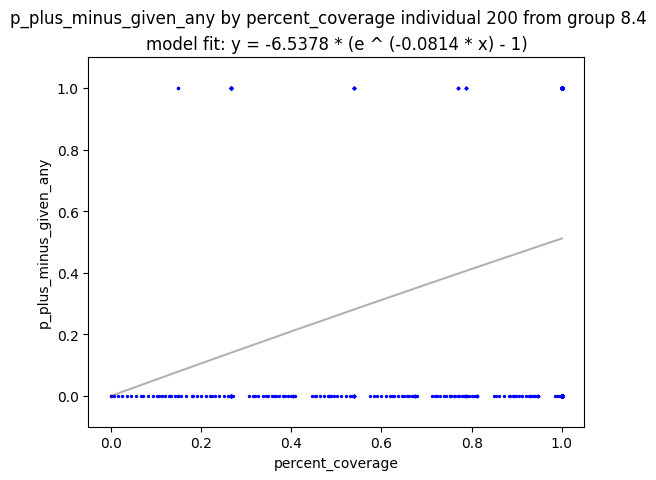 p_plus_minus_given_any by percent_coverage individual 200 from group 8.4
model fit: y = -6.5378 * (e ^ (-0.0814 * x) - 1)
1.0
0.8
0.6
0.4
0.2
0.0
p_plus_minus_given_any
0.0 0.2 0.4 0.6 0.8 1.0
percent_coverage